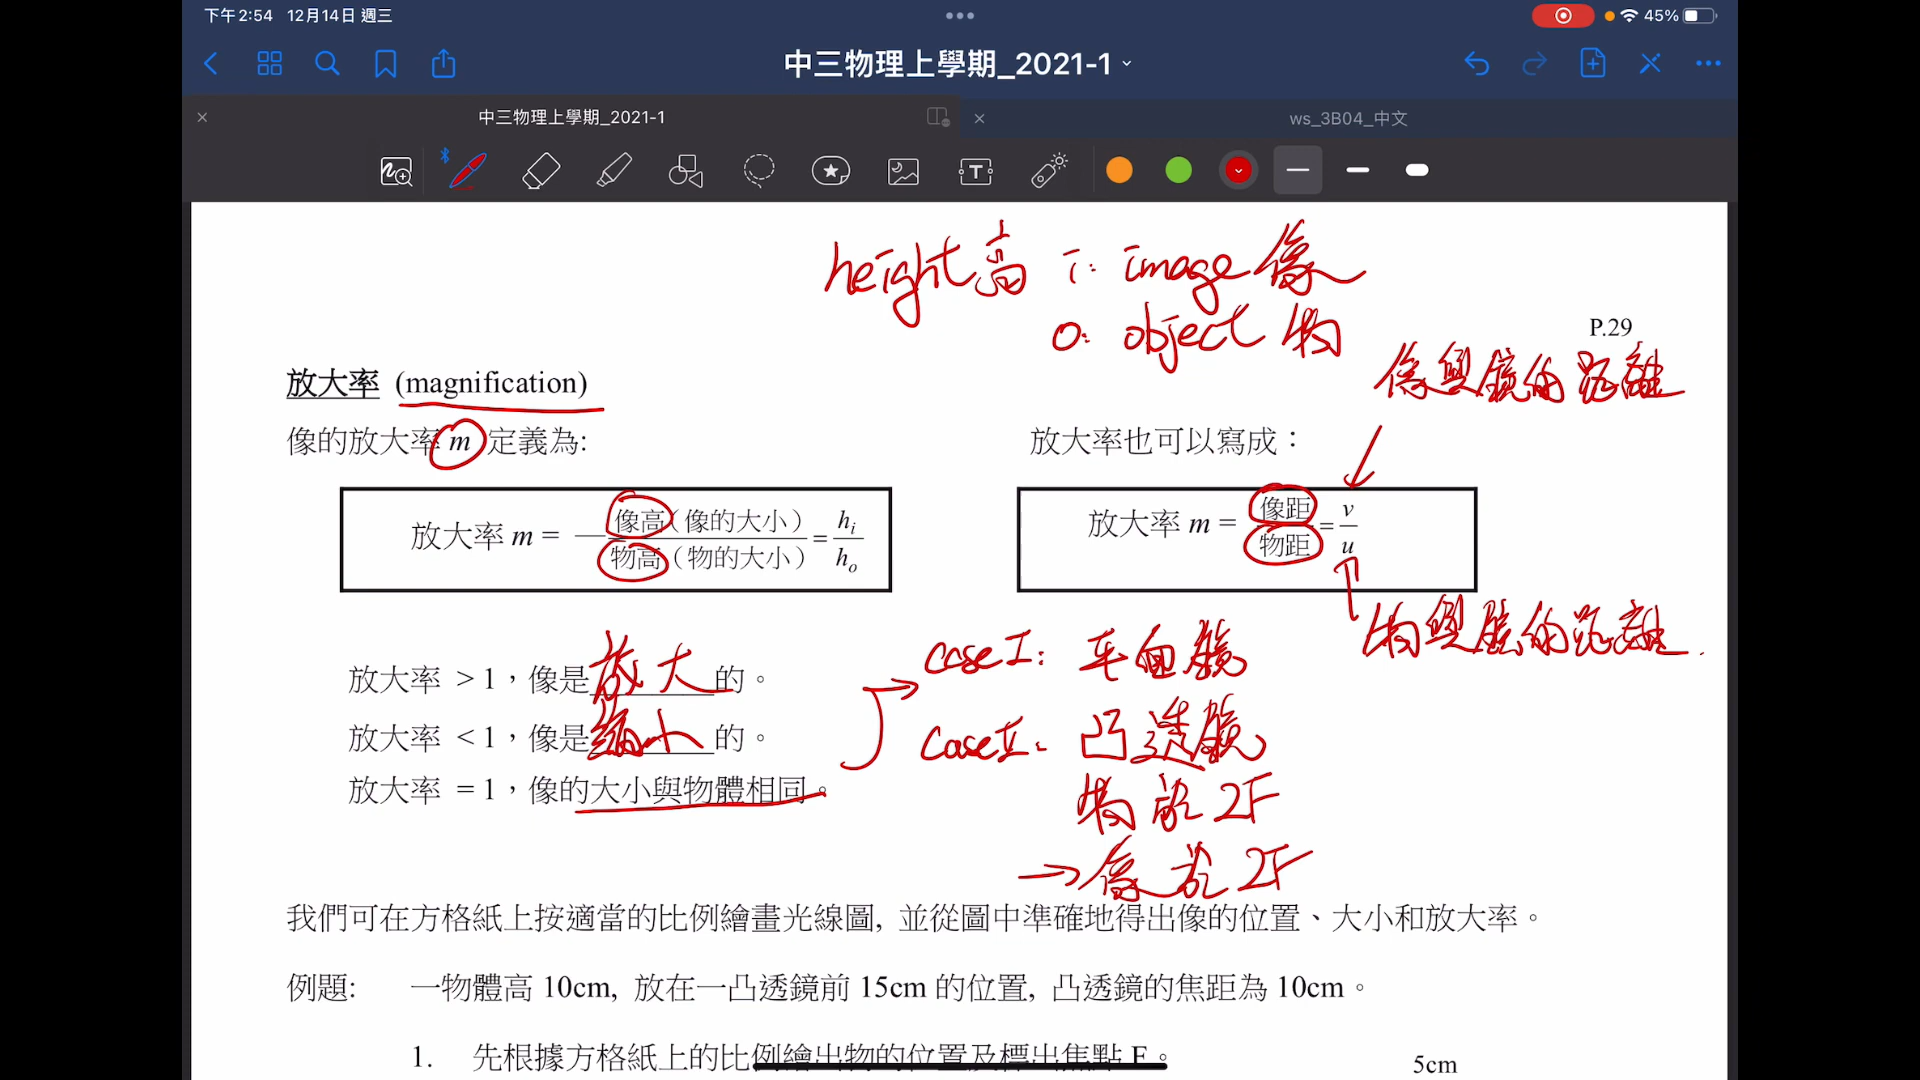 下午2:54 12月14日 週三
45%
中三物理上學期_2021-1
中三物理上學期_2021-1
ws_3B04_中文
height高 i: image 像
o: object 物
P.29
像與鏡的距離
放大率 (magnification)
像的放大率 m 定義為:
放大率也可以寫成：
放大率 m = 像高（像的大小） / 物高（物的大小） = hi / ho
放大率 m = 像距 / 物距 = v / u
物與鏡的距離.
case I: 平面鏡
放大率 > 1，像是放大的。
case II: 凸透鏡
放大率 < 1，像是縮小的。
放大率 = 1，像的大小與物體相同。
物於 2F
→ 像於 2F
我們可在方格紙上按適當的比例繪畫光線圖, 並從圖中準確地得出像的位置、大小和放大率。
例題: 一物體高 10cm, 放在一凸透鏡前 15cm 的位置, 凸透鏡的焦距為 10cm。
1. 先根據方格紙上的比例繪出物的位置及標出焦點 F。
5cm